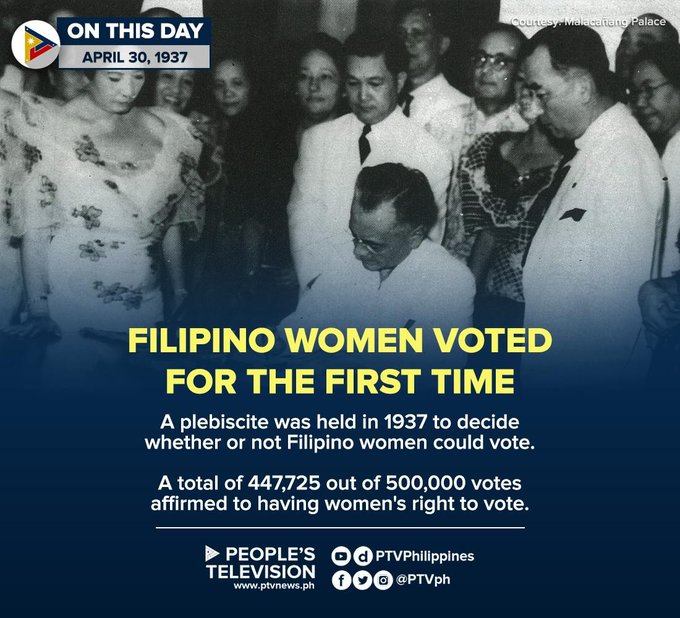 Courtesy: Malacañang Palace
ON THIS DAY
APRIL 30, 1937
FILIPINO WOMEN VOTED
FOR THE FIRST TIME
A plebiscite was held in 1937 to decide
whether or not Filipino women could vote.
A total of 447,725 out of 500,000 votes
affirmed to having women's right to vote.
PEOPLE'S
TELEVISION
www.ptvnews.ph
PTVPhilippines
@PTVph